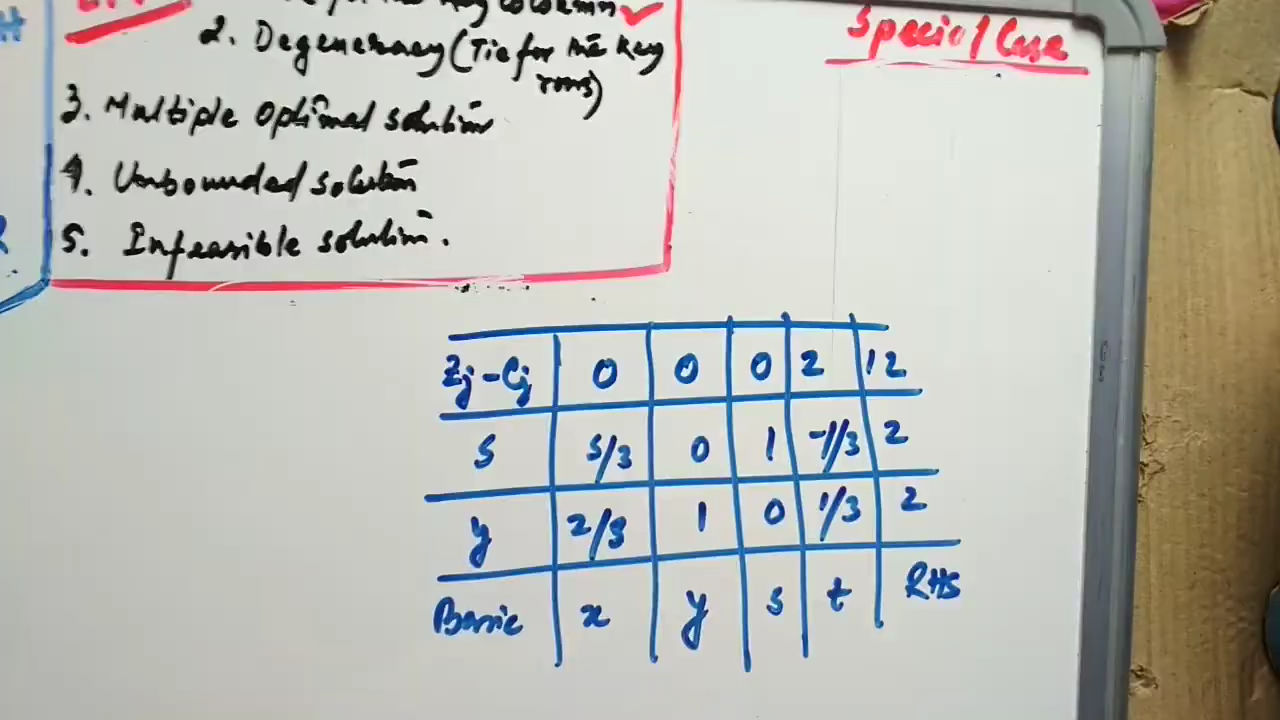 Key Column
2. Degeneracy (Tie for the key
rows)
3. Multiple optimal solution
4. Unbounded solution
5. Infeasible solution.
Special Case
Zj-Cj 0 0 0 2 12
s 5/3 0 1 -1/3 2
y 2/3 1 0 1/3 2
Basic x y s t RHS